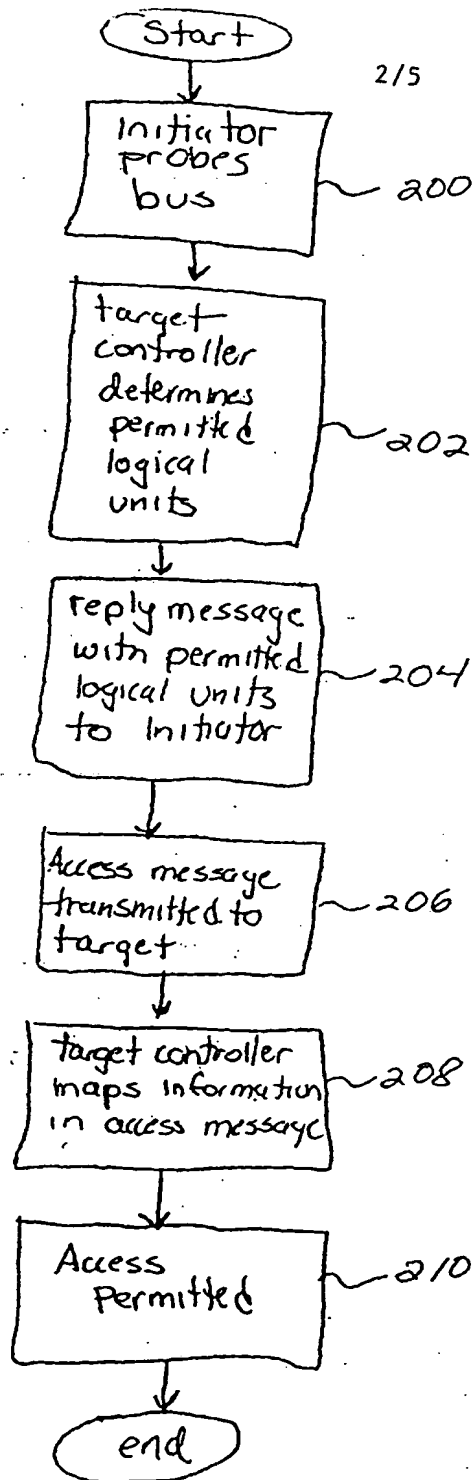 Start
2/5
Initiator
probes
bus
200
target
controller
determines
permitted
logical
units
202
reply message
with permitted
logical units
to Initiator
204
Access message
transmitted to
target
206
target controller
maps information
in access message
208
Access
Permitted
210
end